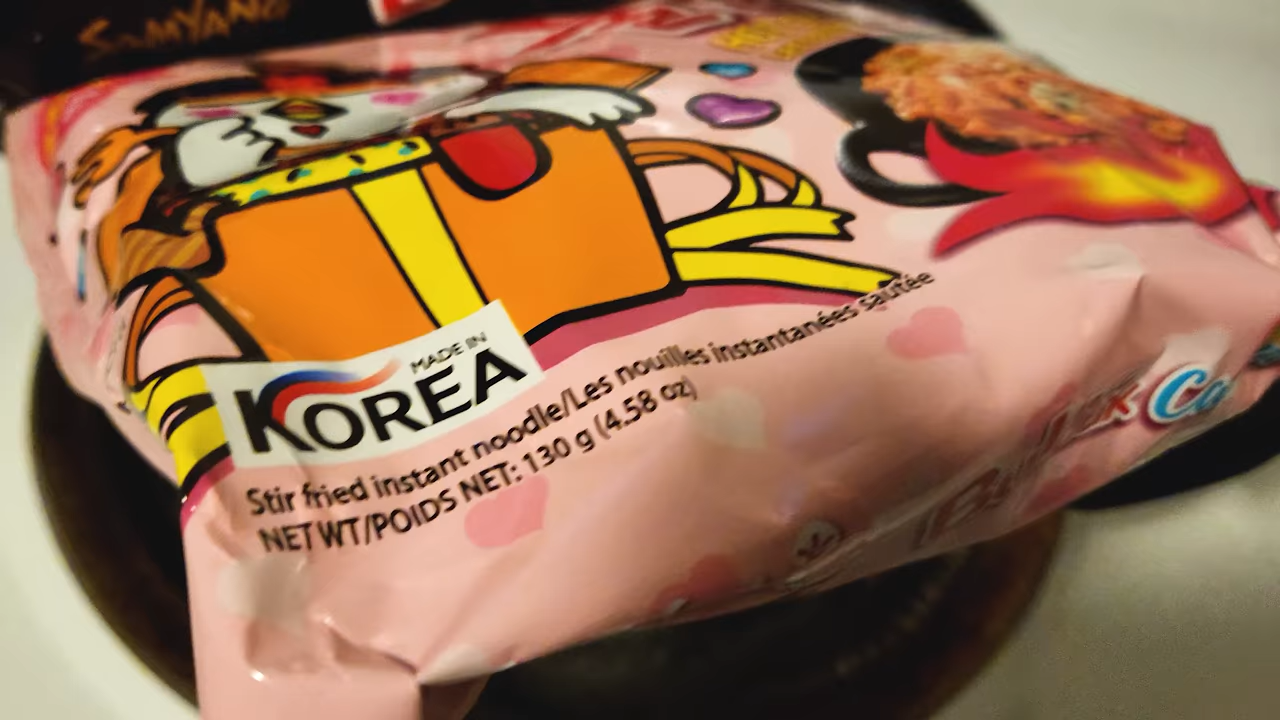 SAMYANG
MADE IN
KOREA
Stir fried instant noodle/Les nouilles instantanées sautée
NET WT/POIDS NET: 130 g (4.58 oz)